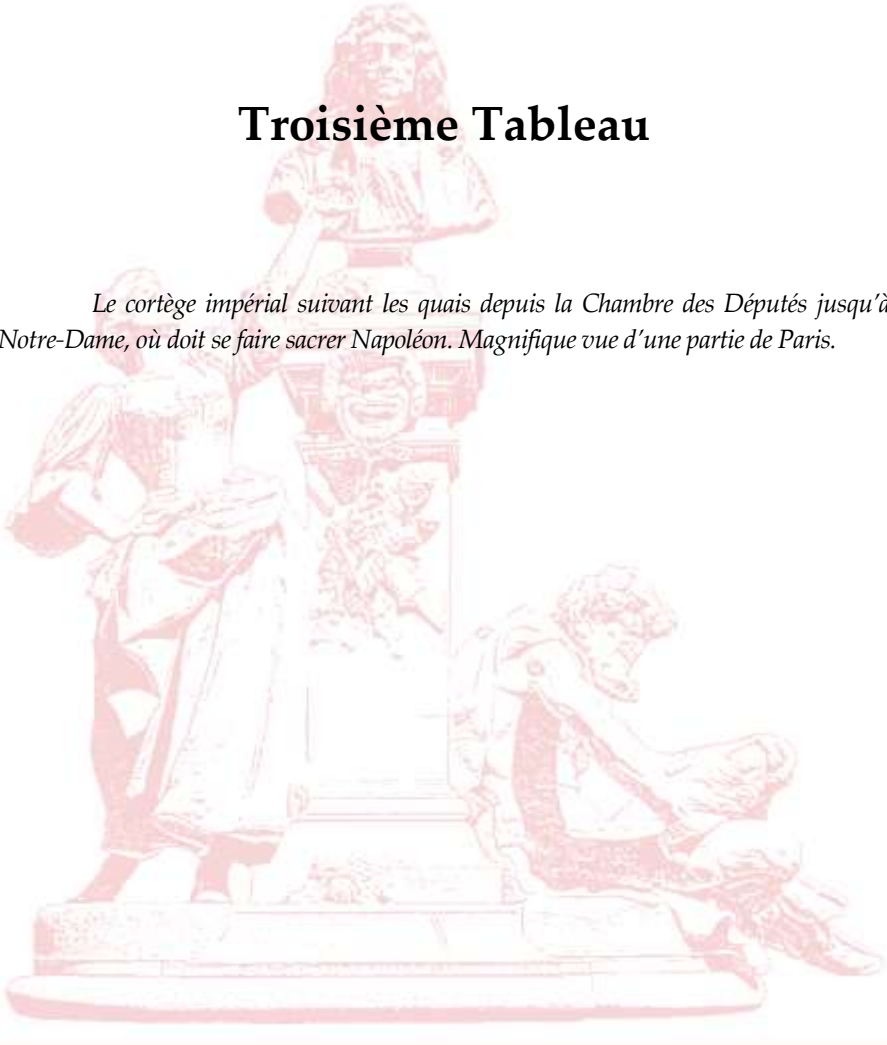 Troisième Tableau
Le cortège impérial suivant les quais depuis la Chambre des Députés jusqu’à
Notre-Dame, où doit se faire sacrer Napoléon. Magnifique vue d’une partie de Paris.